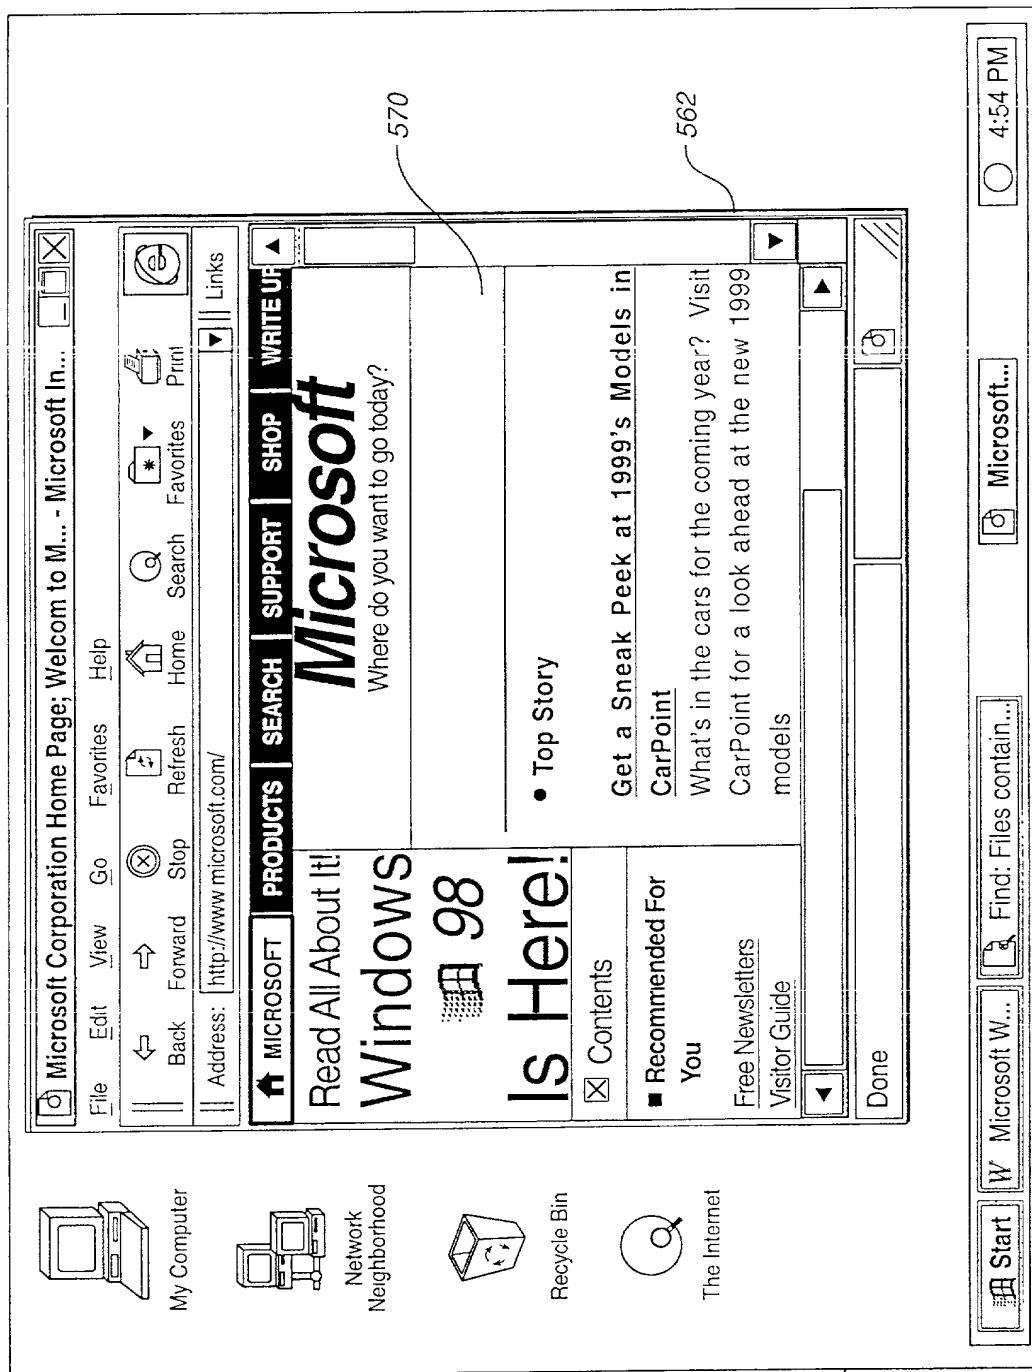 Microsoft Corporation Home Page; Welcom to M... - Microsoft In...
File Edit View Go Favorites Help
Back Forward Stop Refresh Home Search Favorites Print
Address: http://www.microsoft.com/ Links
MICROSOFT PRODUCTS SEARCH SUPPORT SHOP WRITE UP
Read All About It!
Windows
98
Is Here!
Contents
Recommended For
You
Free Newsletters
Visitor Guide
Microsoft
Where do you want to go today?
Top Story
Get a Sneak Peek at 1999's Models in
CarPoint
What's in the cars for the coming year? Visit
CarPoint for a look ahead at the new 1999
models
Done
570
562
My Computer
Network
Neighborhood
Recycle Bin
The Internet
Start W Microsoft W... Find: Files contain... Microsoft... 4:54 PM